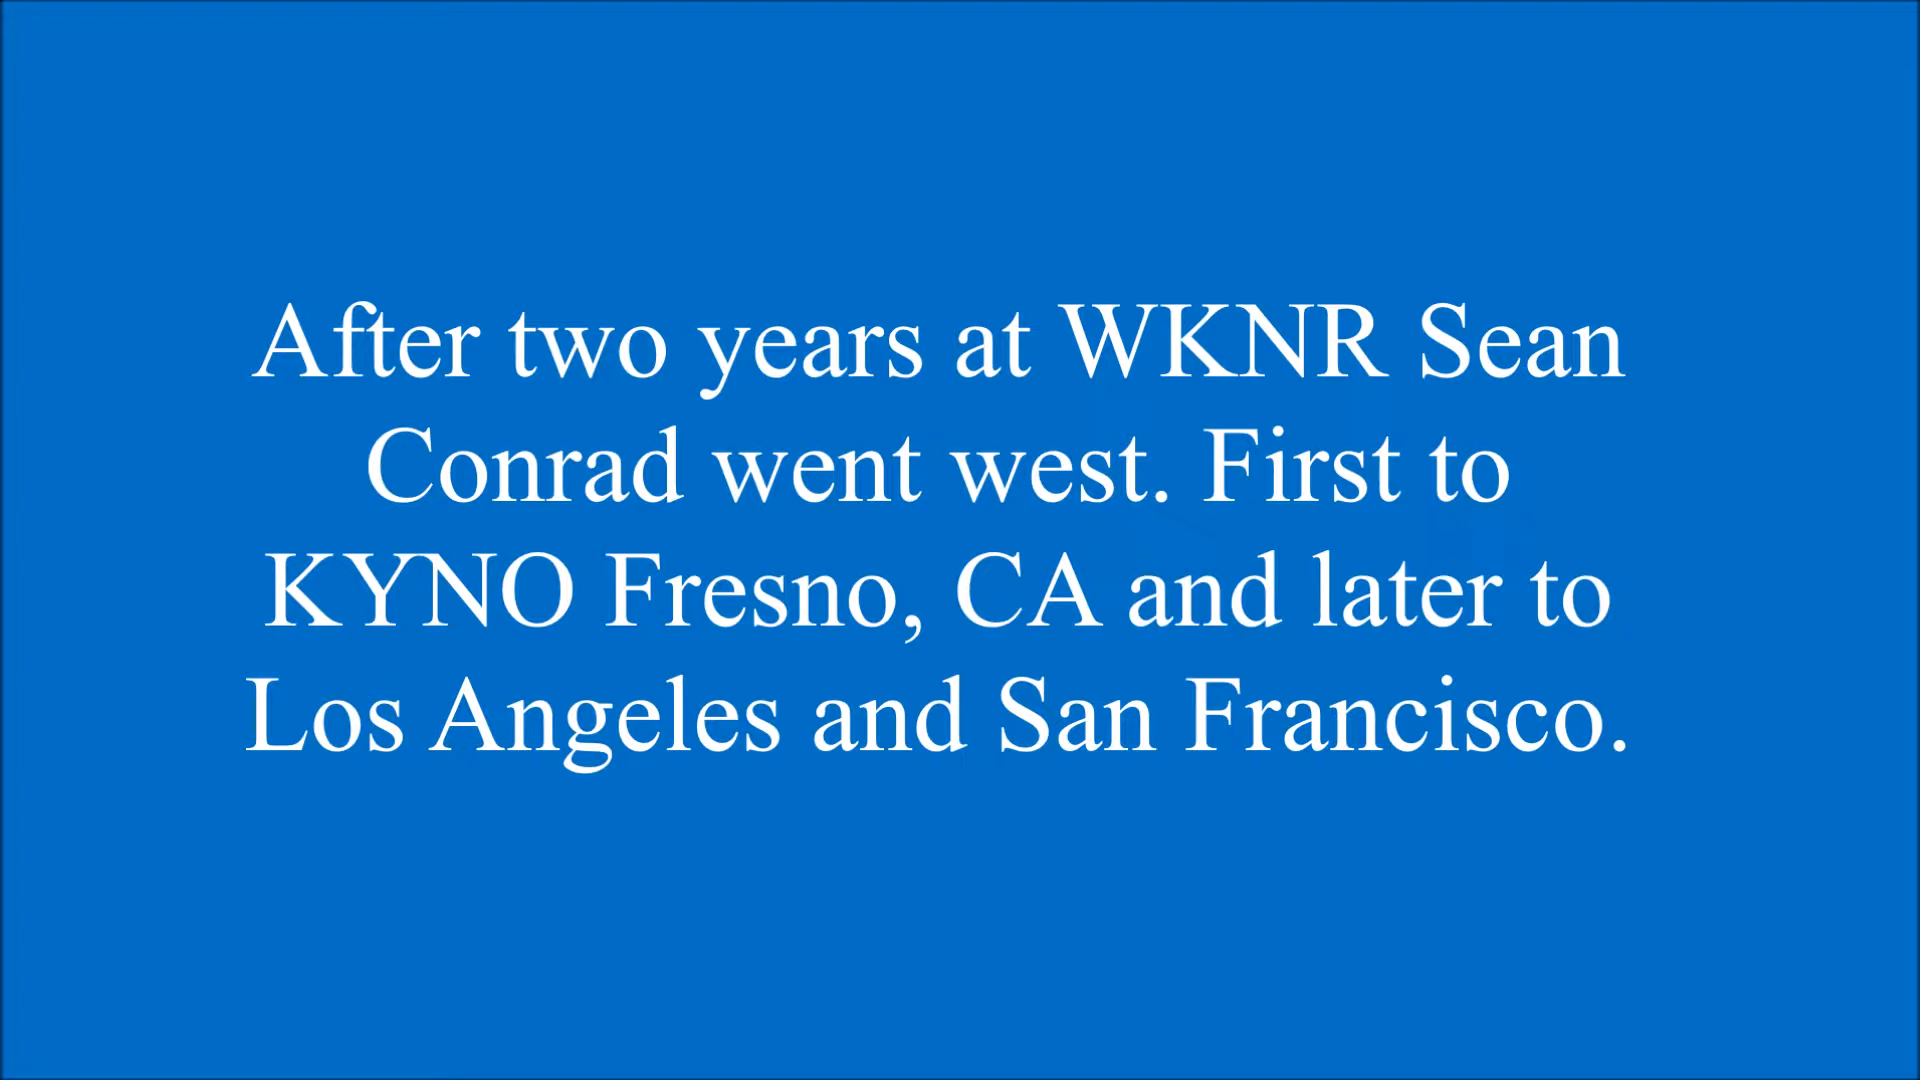 After two years at WKNR Sean
Conrad went west. First to
KYNO Fresno, CA and later to
Los Angeles and San Francisco.